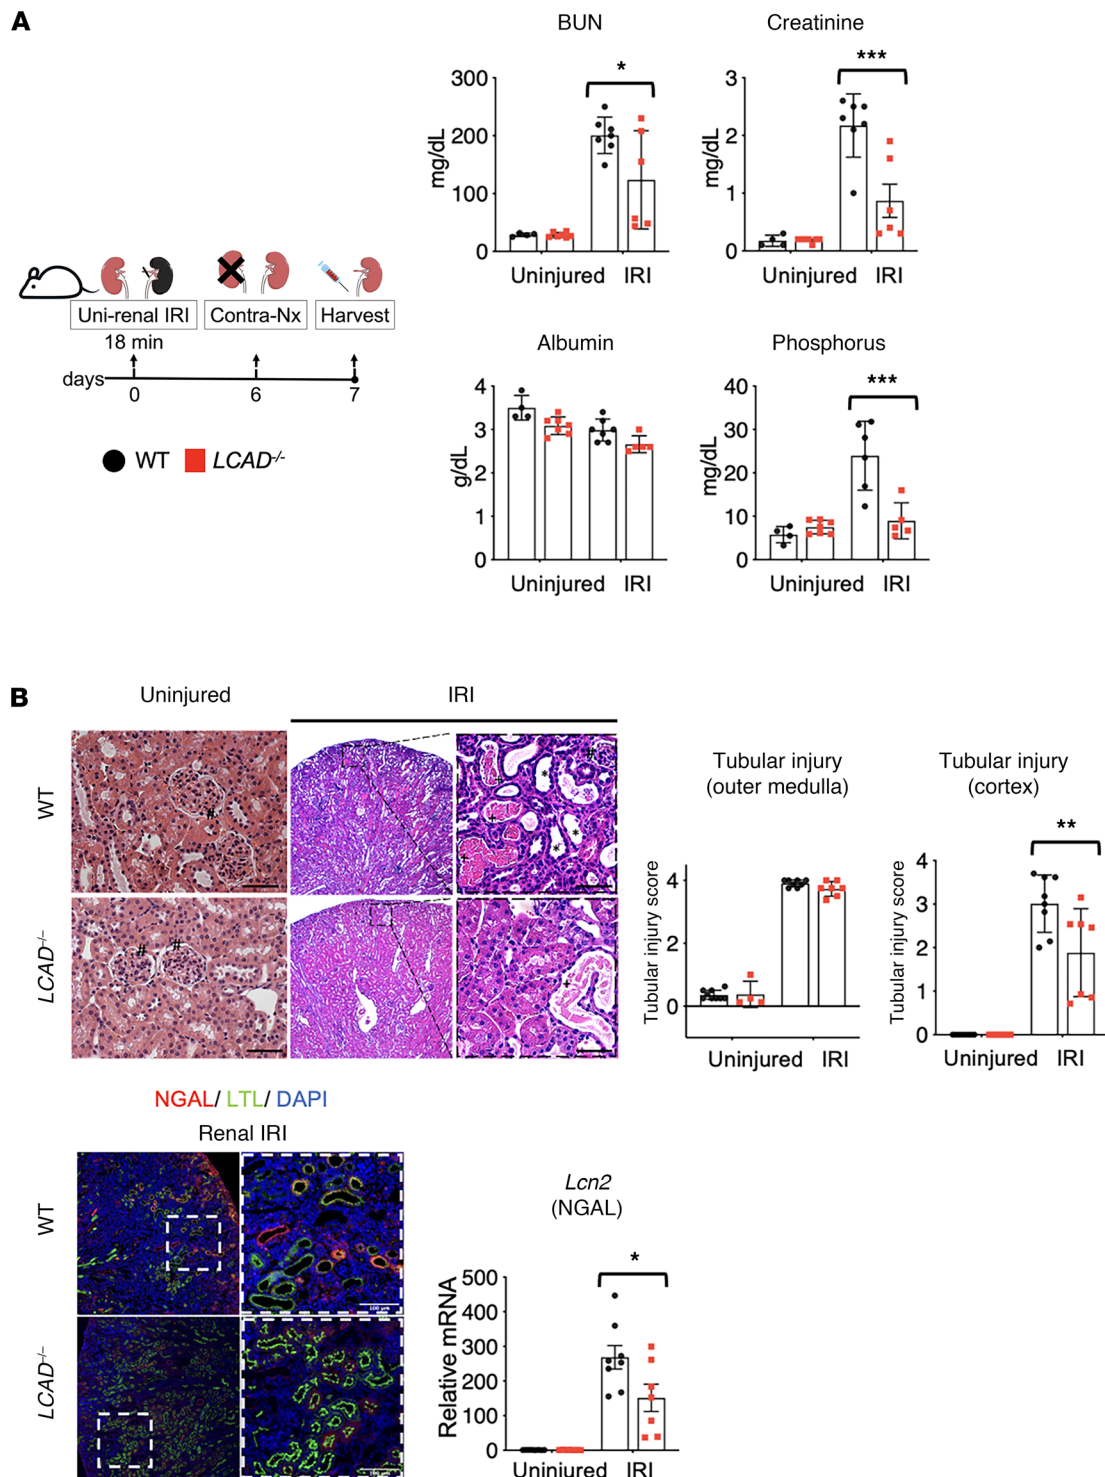 A
Uni-renal IRI
Contra-Nx
Harvest
18 min
days
0
6
7
WT
LCAD-/-
BUN
mg/dL
300
200
100
0
*
Uninjured
IRI
Creatinine
mg/dL
3
2
1
0
***
Uninjured
IRI
Albumin
g/dL
4
3
2
1
0
Uninjured
IRI
Phosphorus
mg/dL
40
30
20
10
0
***
Uninjured
IRI
B
Uninjured
IRI
WT
LCAD-/-
#
#
+
+
+
*
*
*
# #
+
Tubular injury
(outer medulla)
Tubular injury score
4
2
0
Uninjured
IRI
Tubular injury
(cortex)
Tubular injury score
4
3
2
1
0
**
Uninjured
IRI
NGAL/ LTL/ DAPI
Renal IRI
WT
LCAD-/-
100 µm
100 µm
Lcn2
(NGAL)
Relative mRNA
500
400
300
200
100
0
*
Uninjured
IRI